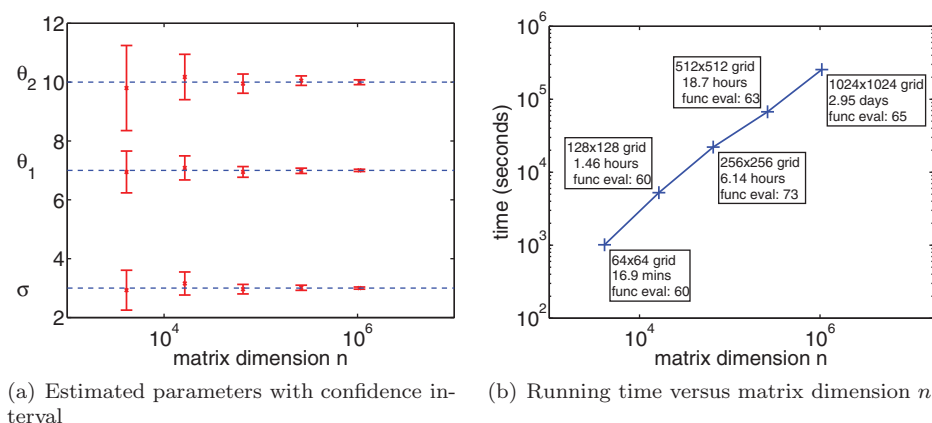 12
θ2 10
8
θ1
6
4
σ
2
10^4
10^6
matrix dimension n
(a) Estimated parameters with confidence in-
terval
time (seconds)
10^6
10^5
10^4
10^3
10^2
512x512 grid
18.7 hours
func eval: 63
1024x1024 grid
2.95 days
func eval: 65
128x128 grid
1.46 hours
func eval: 60
256x256 grid
6.14 hours
func eval: 73
64x64 grid
16.9 mins
func eval: 60
10^4
10^6
matrix dimension n
(b) Running time versus matrix dimension n